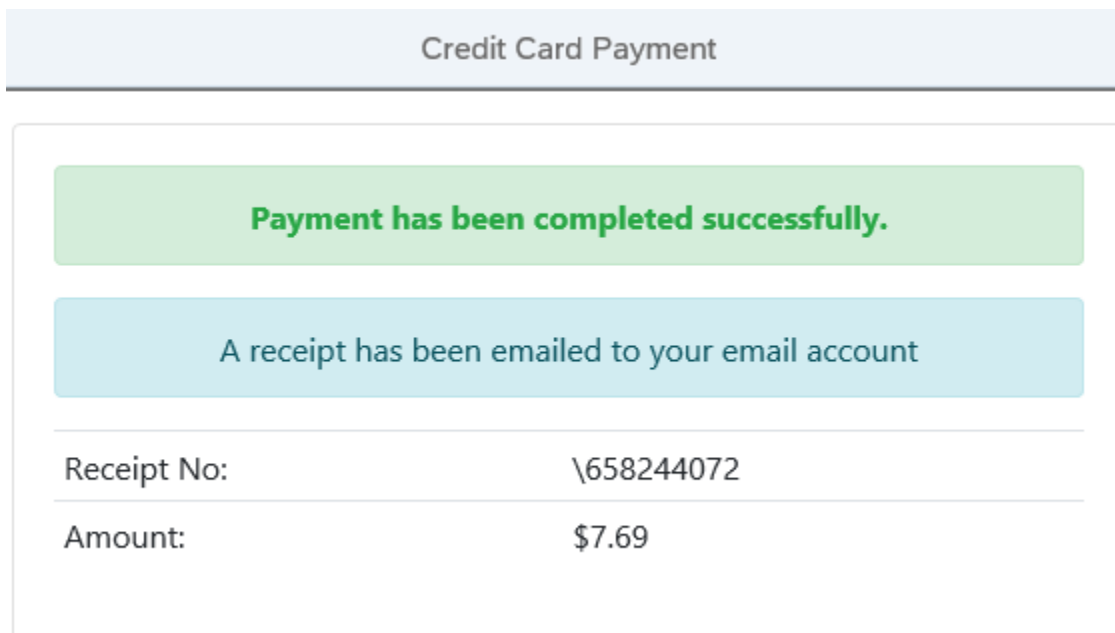 Credit Card Payment
Payment has been completed successfully.
A receipt has been emailed to your email account
Receipt No: \658244072
Amount: $7.69